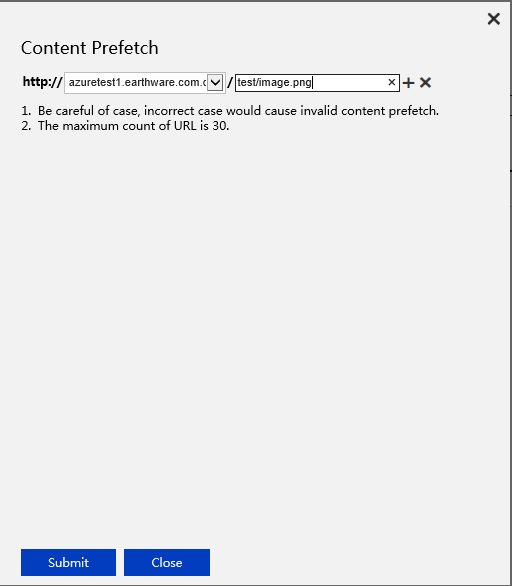 Content Prefetch
http:// azuretest1.earthware.com. / test/image.png
1. Be careful of case, incorrect case would cause invalid content prefetch.
2. The maximum count of URL is 30.
Submit Close